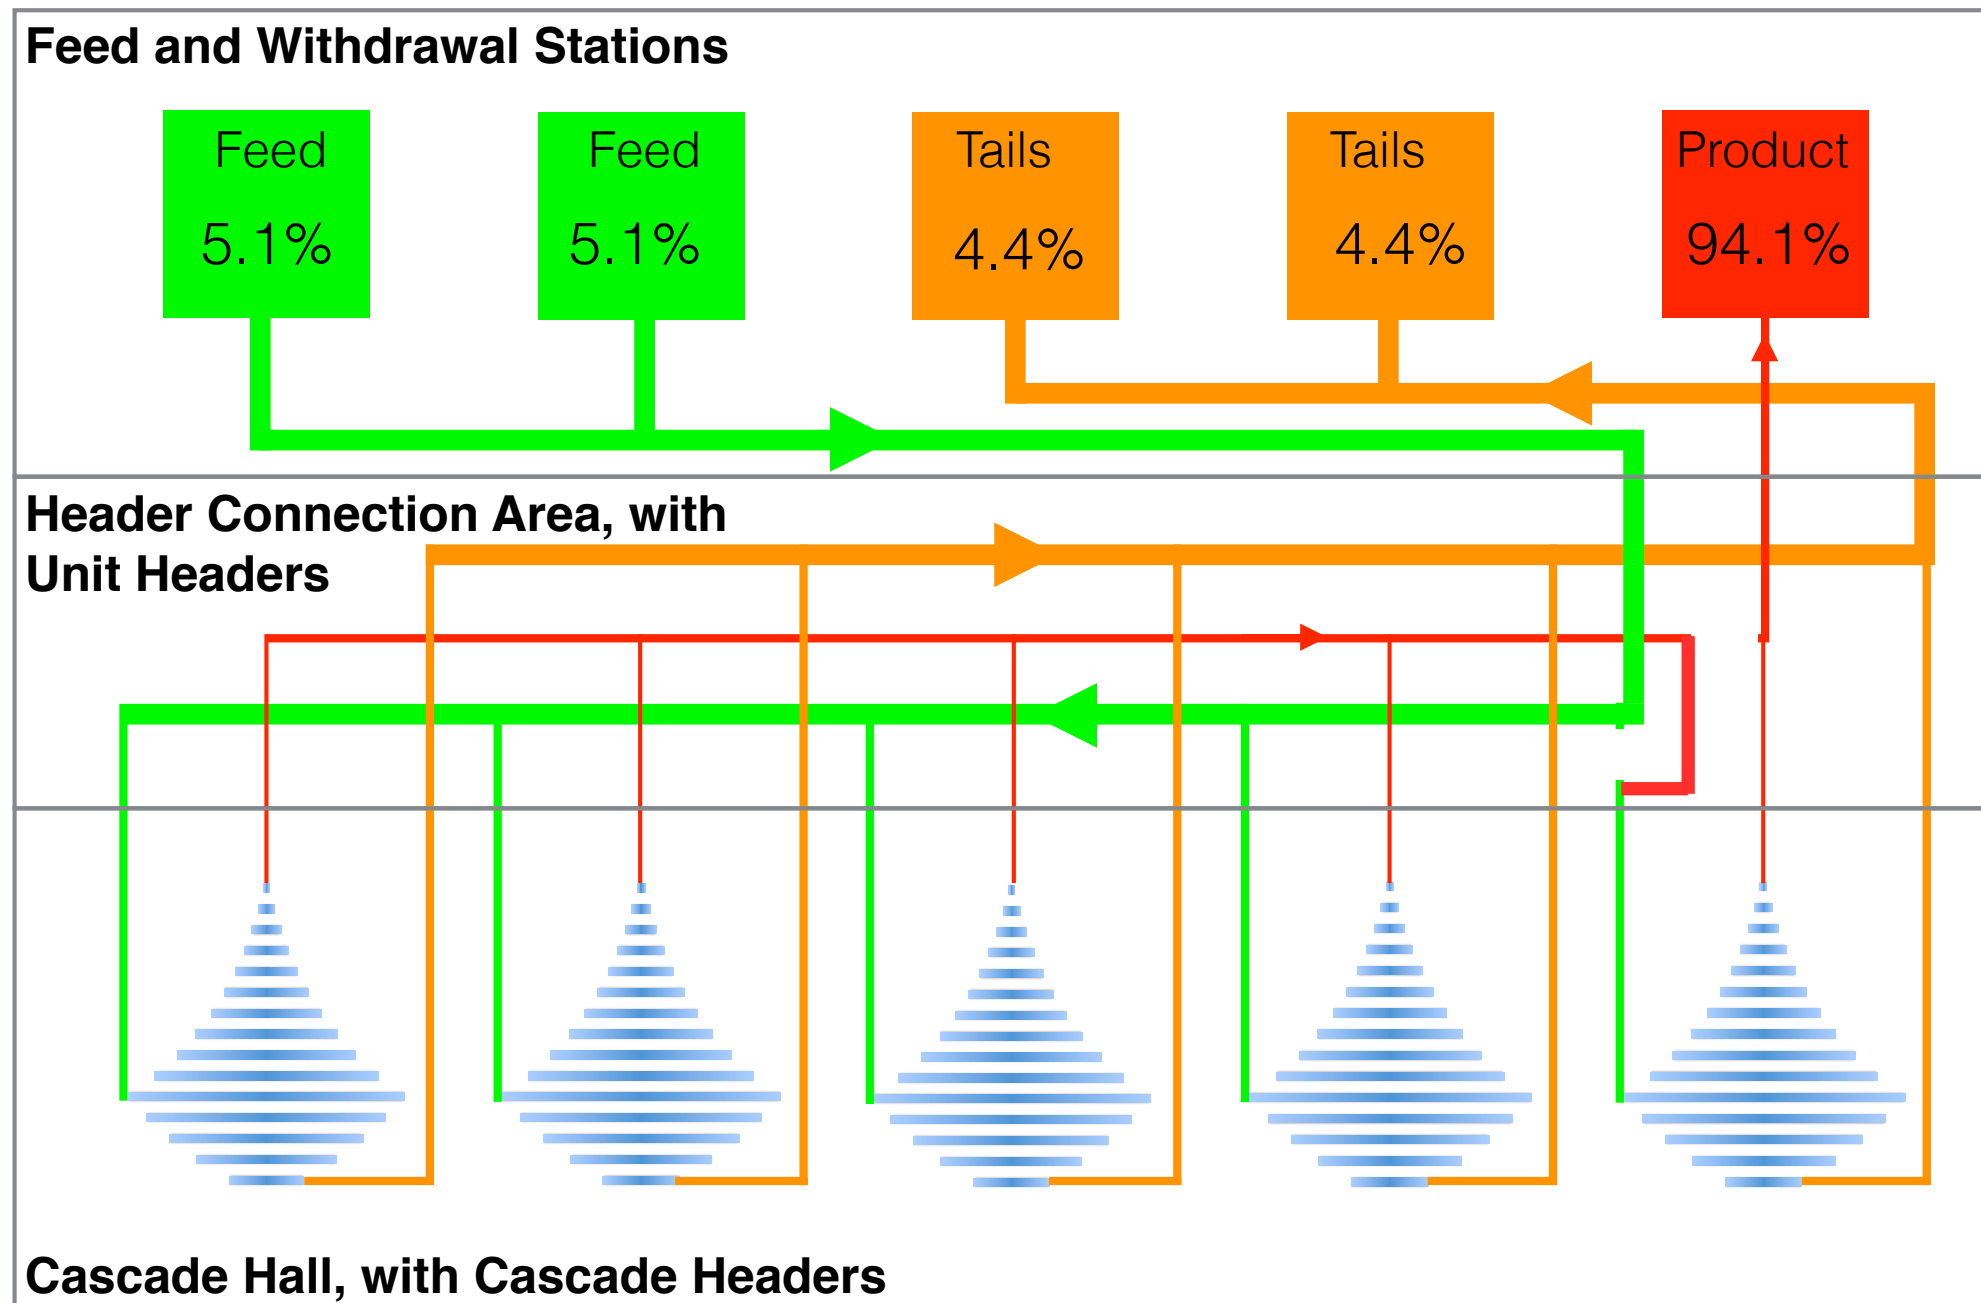 Feed and Withdrawal Stations
Feed
Feed
Tails
Tails
Product
5.1%
5.1%
4.4%
4.4%
94.1%
Header Connection Area, with
Unit Headers
Cascade Hall, with Cascade Headers